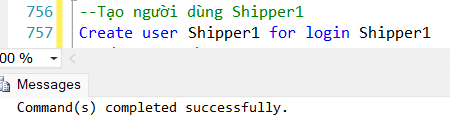 756 --Tạo người dùng Shipper1
757 Create user Shipper1 for login Shipper1
00 %
Messages
Command(s) completed successfully.